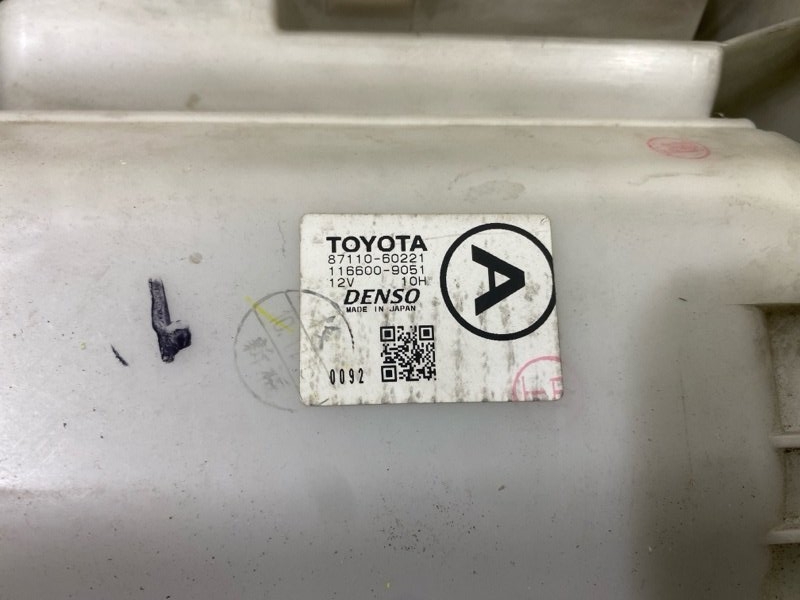 TOYOTA
87110-60221
116600-9051
12V 10H
DENSO
MADE IN JAPAN
0092
A